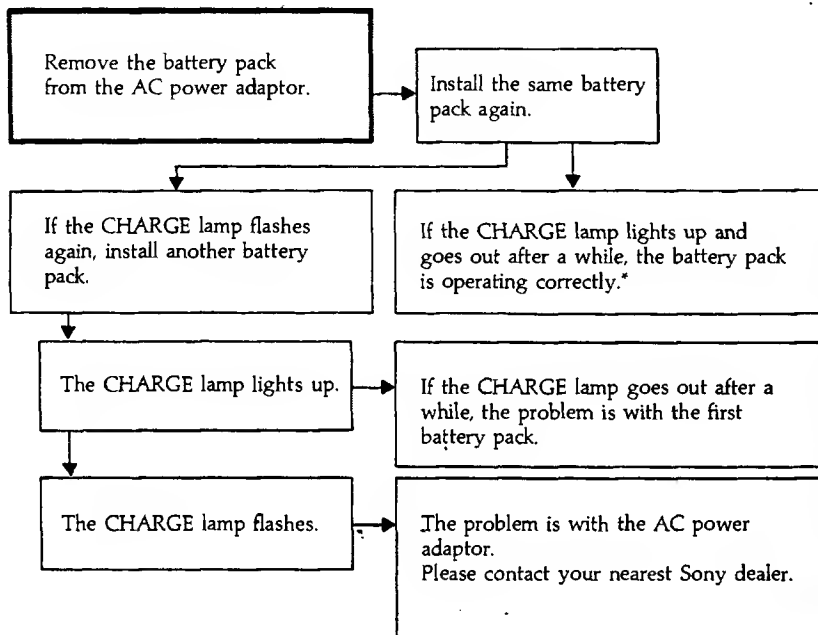 Remove the battery pack
from the AC power adaptor.
Install the same battery
pack again.
If the CHARGE lamp flashes
again, install another battery
pack.
If the CHARGE lamp lights up and
goes out after a while, the battery pack
is operating correctly.*
The CHARGE lamp lights up.
If the CHARGE lamp goes out after a
while, the problem is with the first
battery pack.
The CHARGE lamp flashes.
The problem is with the AC power
adaptor.
Please contact your nearest Sony dealer.